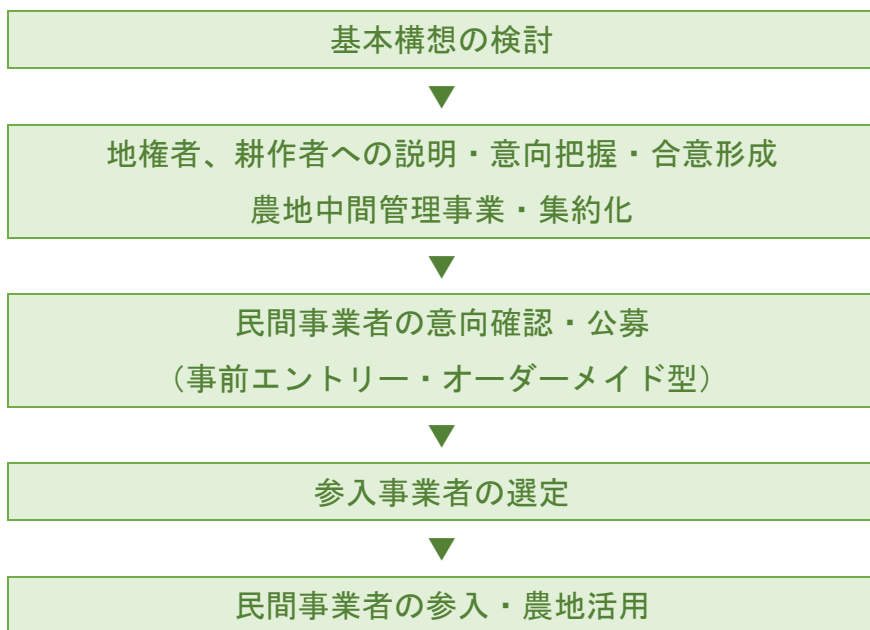 基本構想の検討
▼
地権者、耕作者への説明・意向把握・合意形成
農地中間管理事業・集約化
▼
民間事業者の意向確認・公募
（事前エントリー・オーダーメイド型）
▼
参入事業者の選定
▼
民間事業者の参入・農地活用